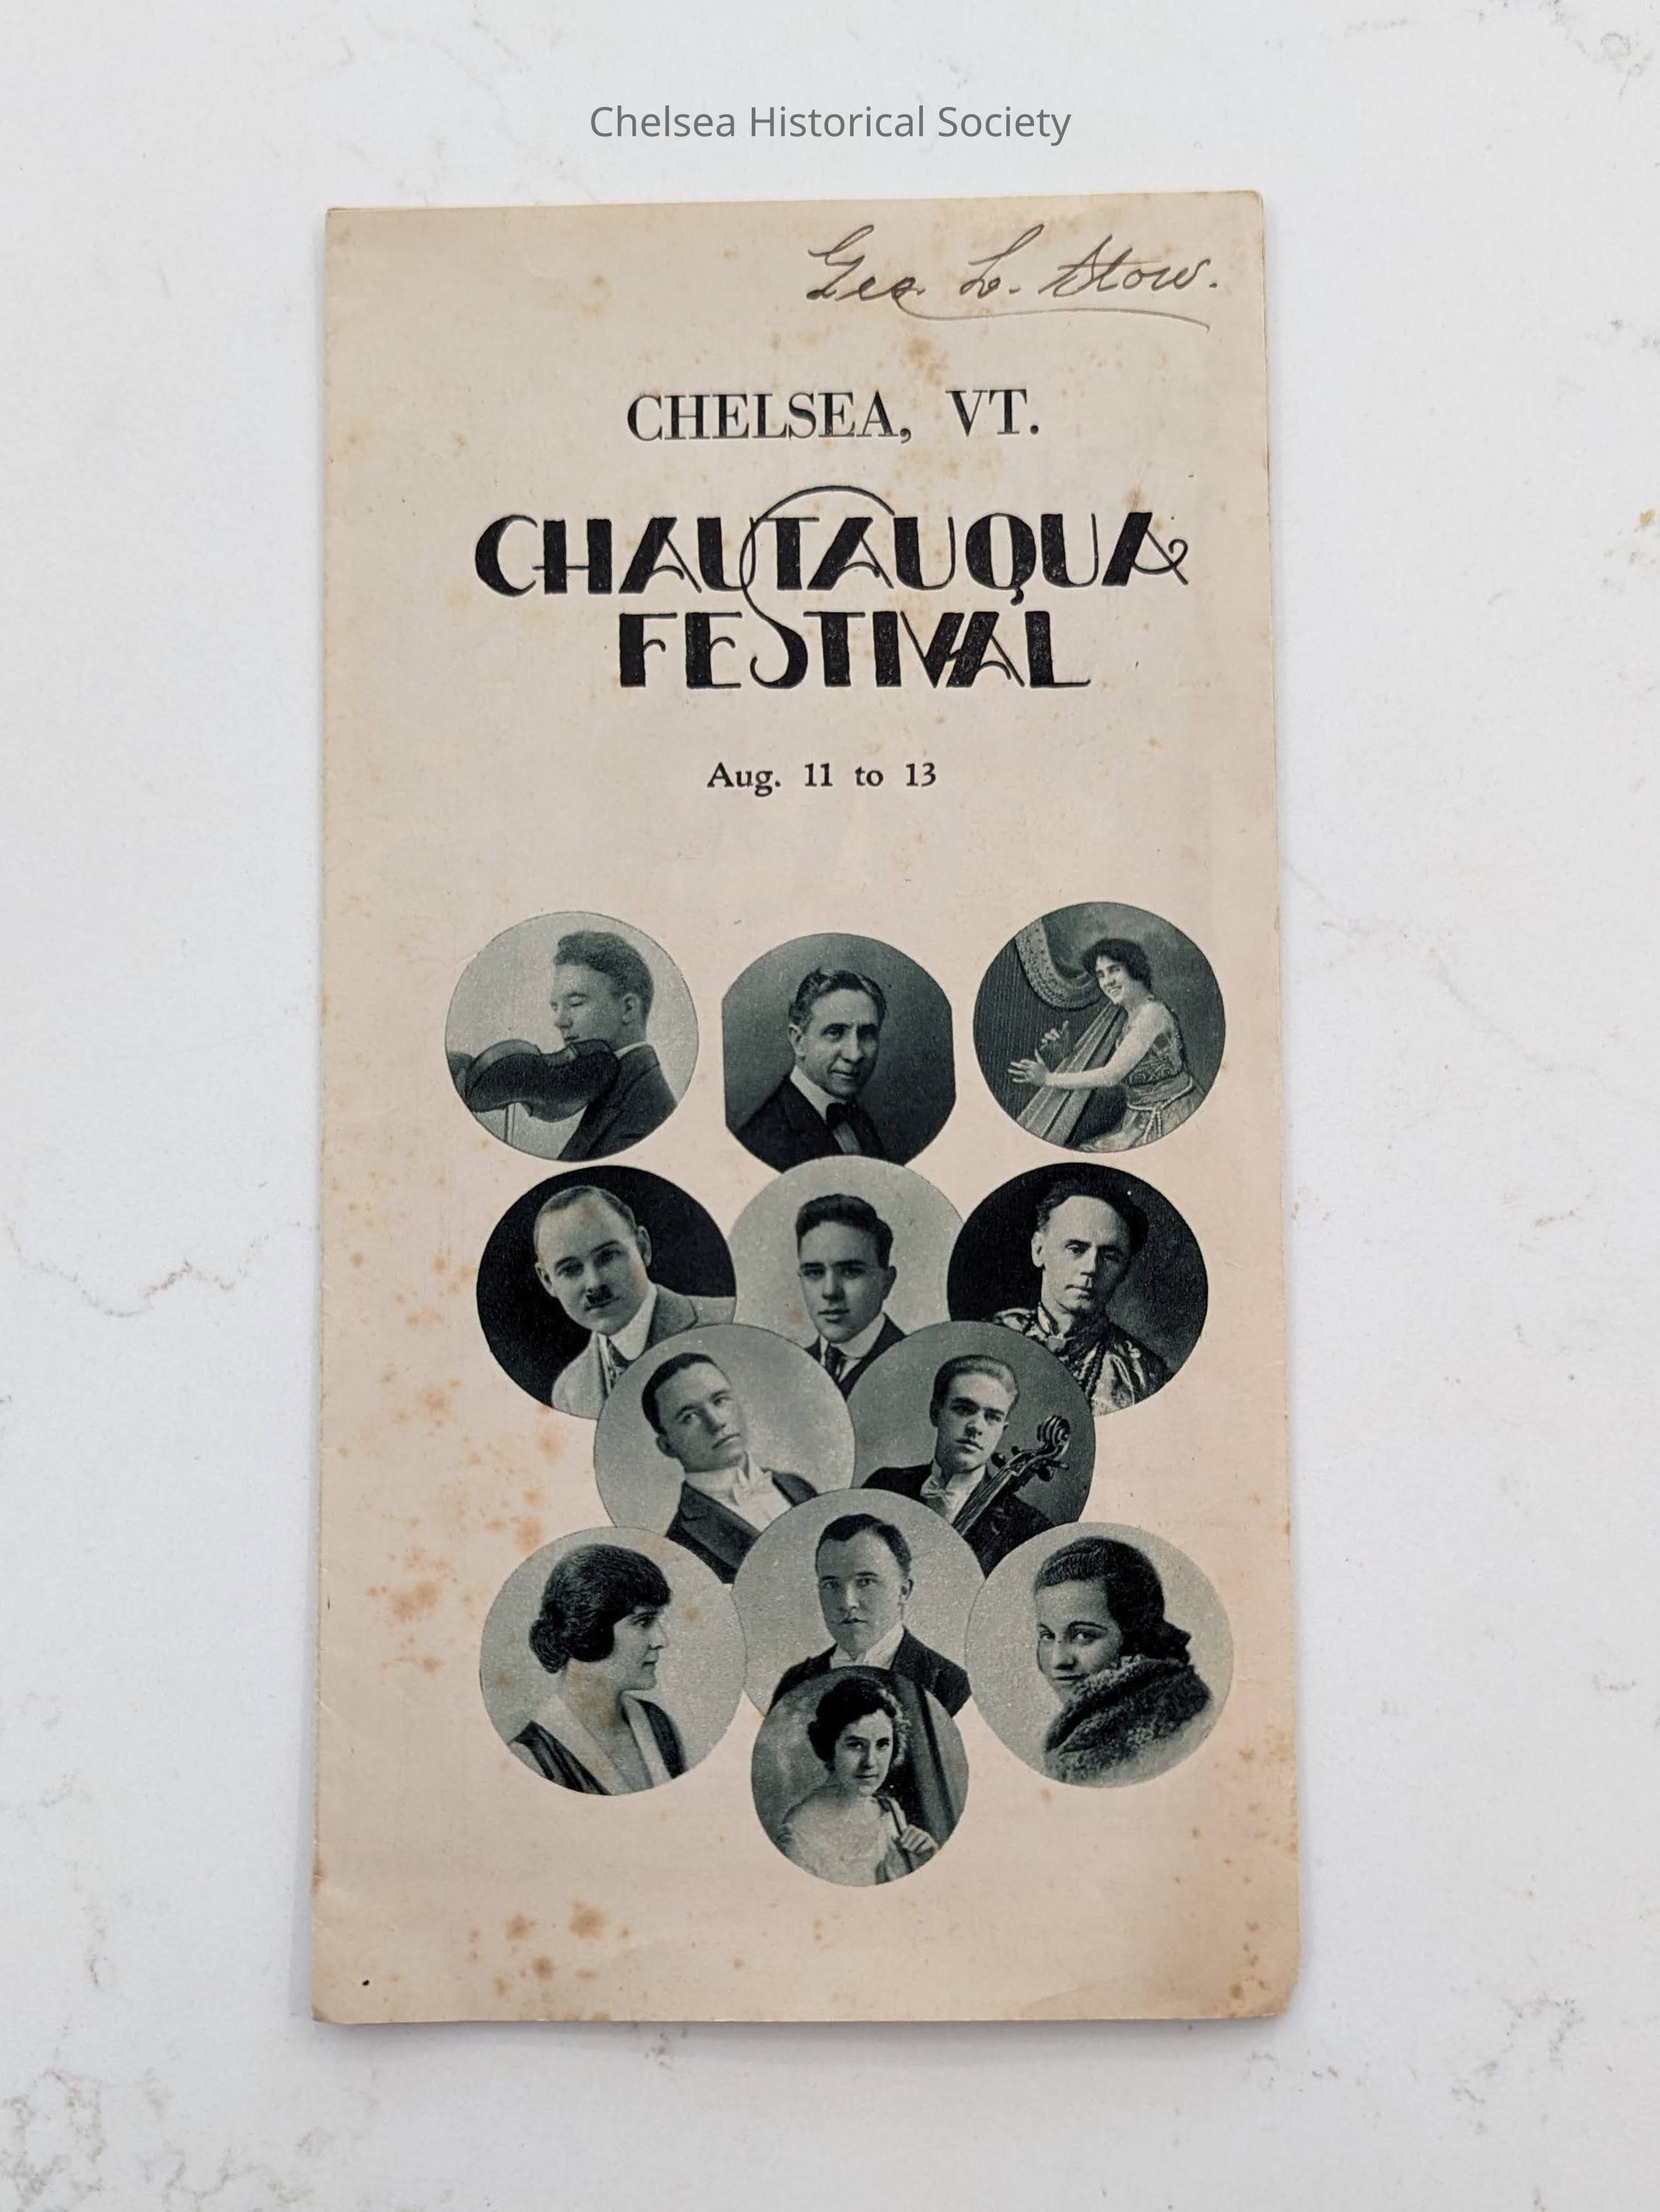 Chelsea Historical Society
Geo. L. Stow.
CHELSEA, VT.
CHAUTAUQUA
FESTIVAL
Aug. 11 to 13